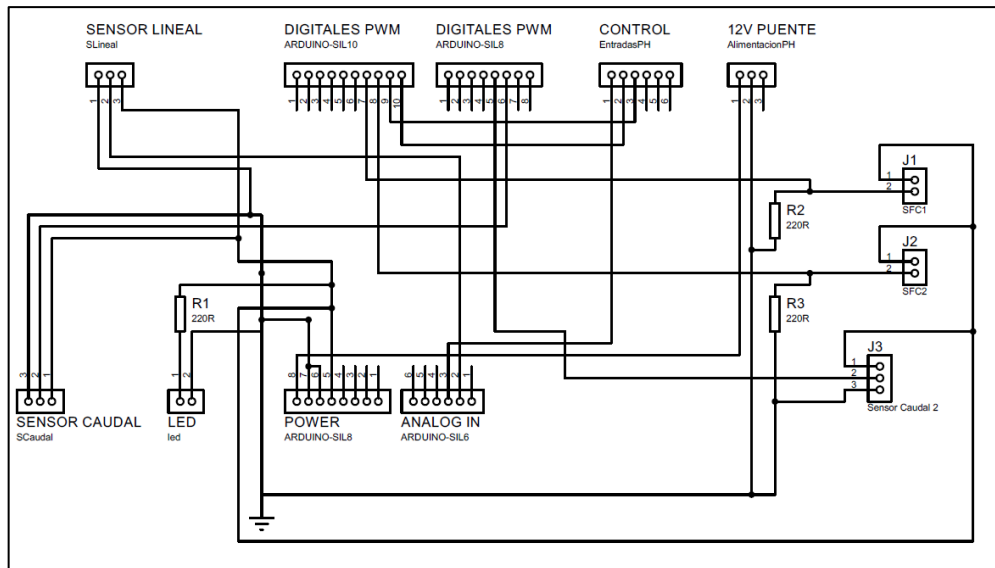 SENSOR LINEAL
SLineal
1 2 3
DIGITALES PWM
ARDUINO-SIL10
1 2 3 4 5 6 7 8 9 10
DIGITALES PWM
ARDUINO-SIL8
1 2 3 4 5 6 7 8
CONTROL
EntradasPH
1 2 3 4 5 6
12V PUENTE
AlimentacionPH
1 2 3
J1
1
2
SFC1
R2
220R
J2
1
2
SFC2
R1
220R
R3
220R
J3
1
2
3
Sensor Caudal 2
3 2 1
SENSOR CAUDAL
SCaudal
1 2
LED
led
8 7 6 5 4 3 2 1
POWER
ARDUINO-SIL8
6 5 4 3 2 1
ANALOG IN
ARDUINO-SIL6